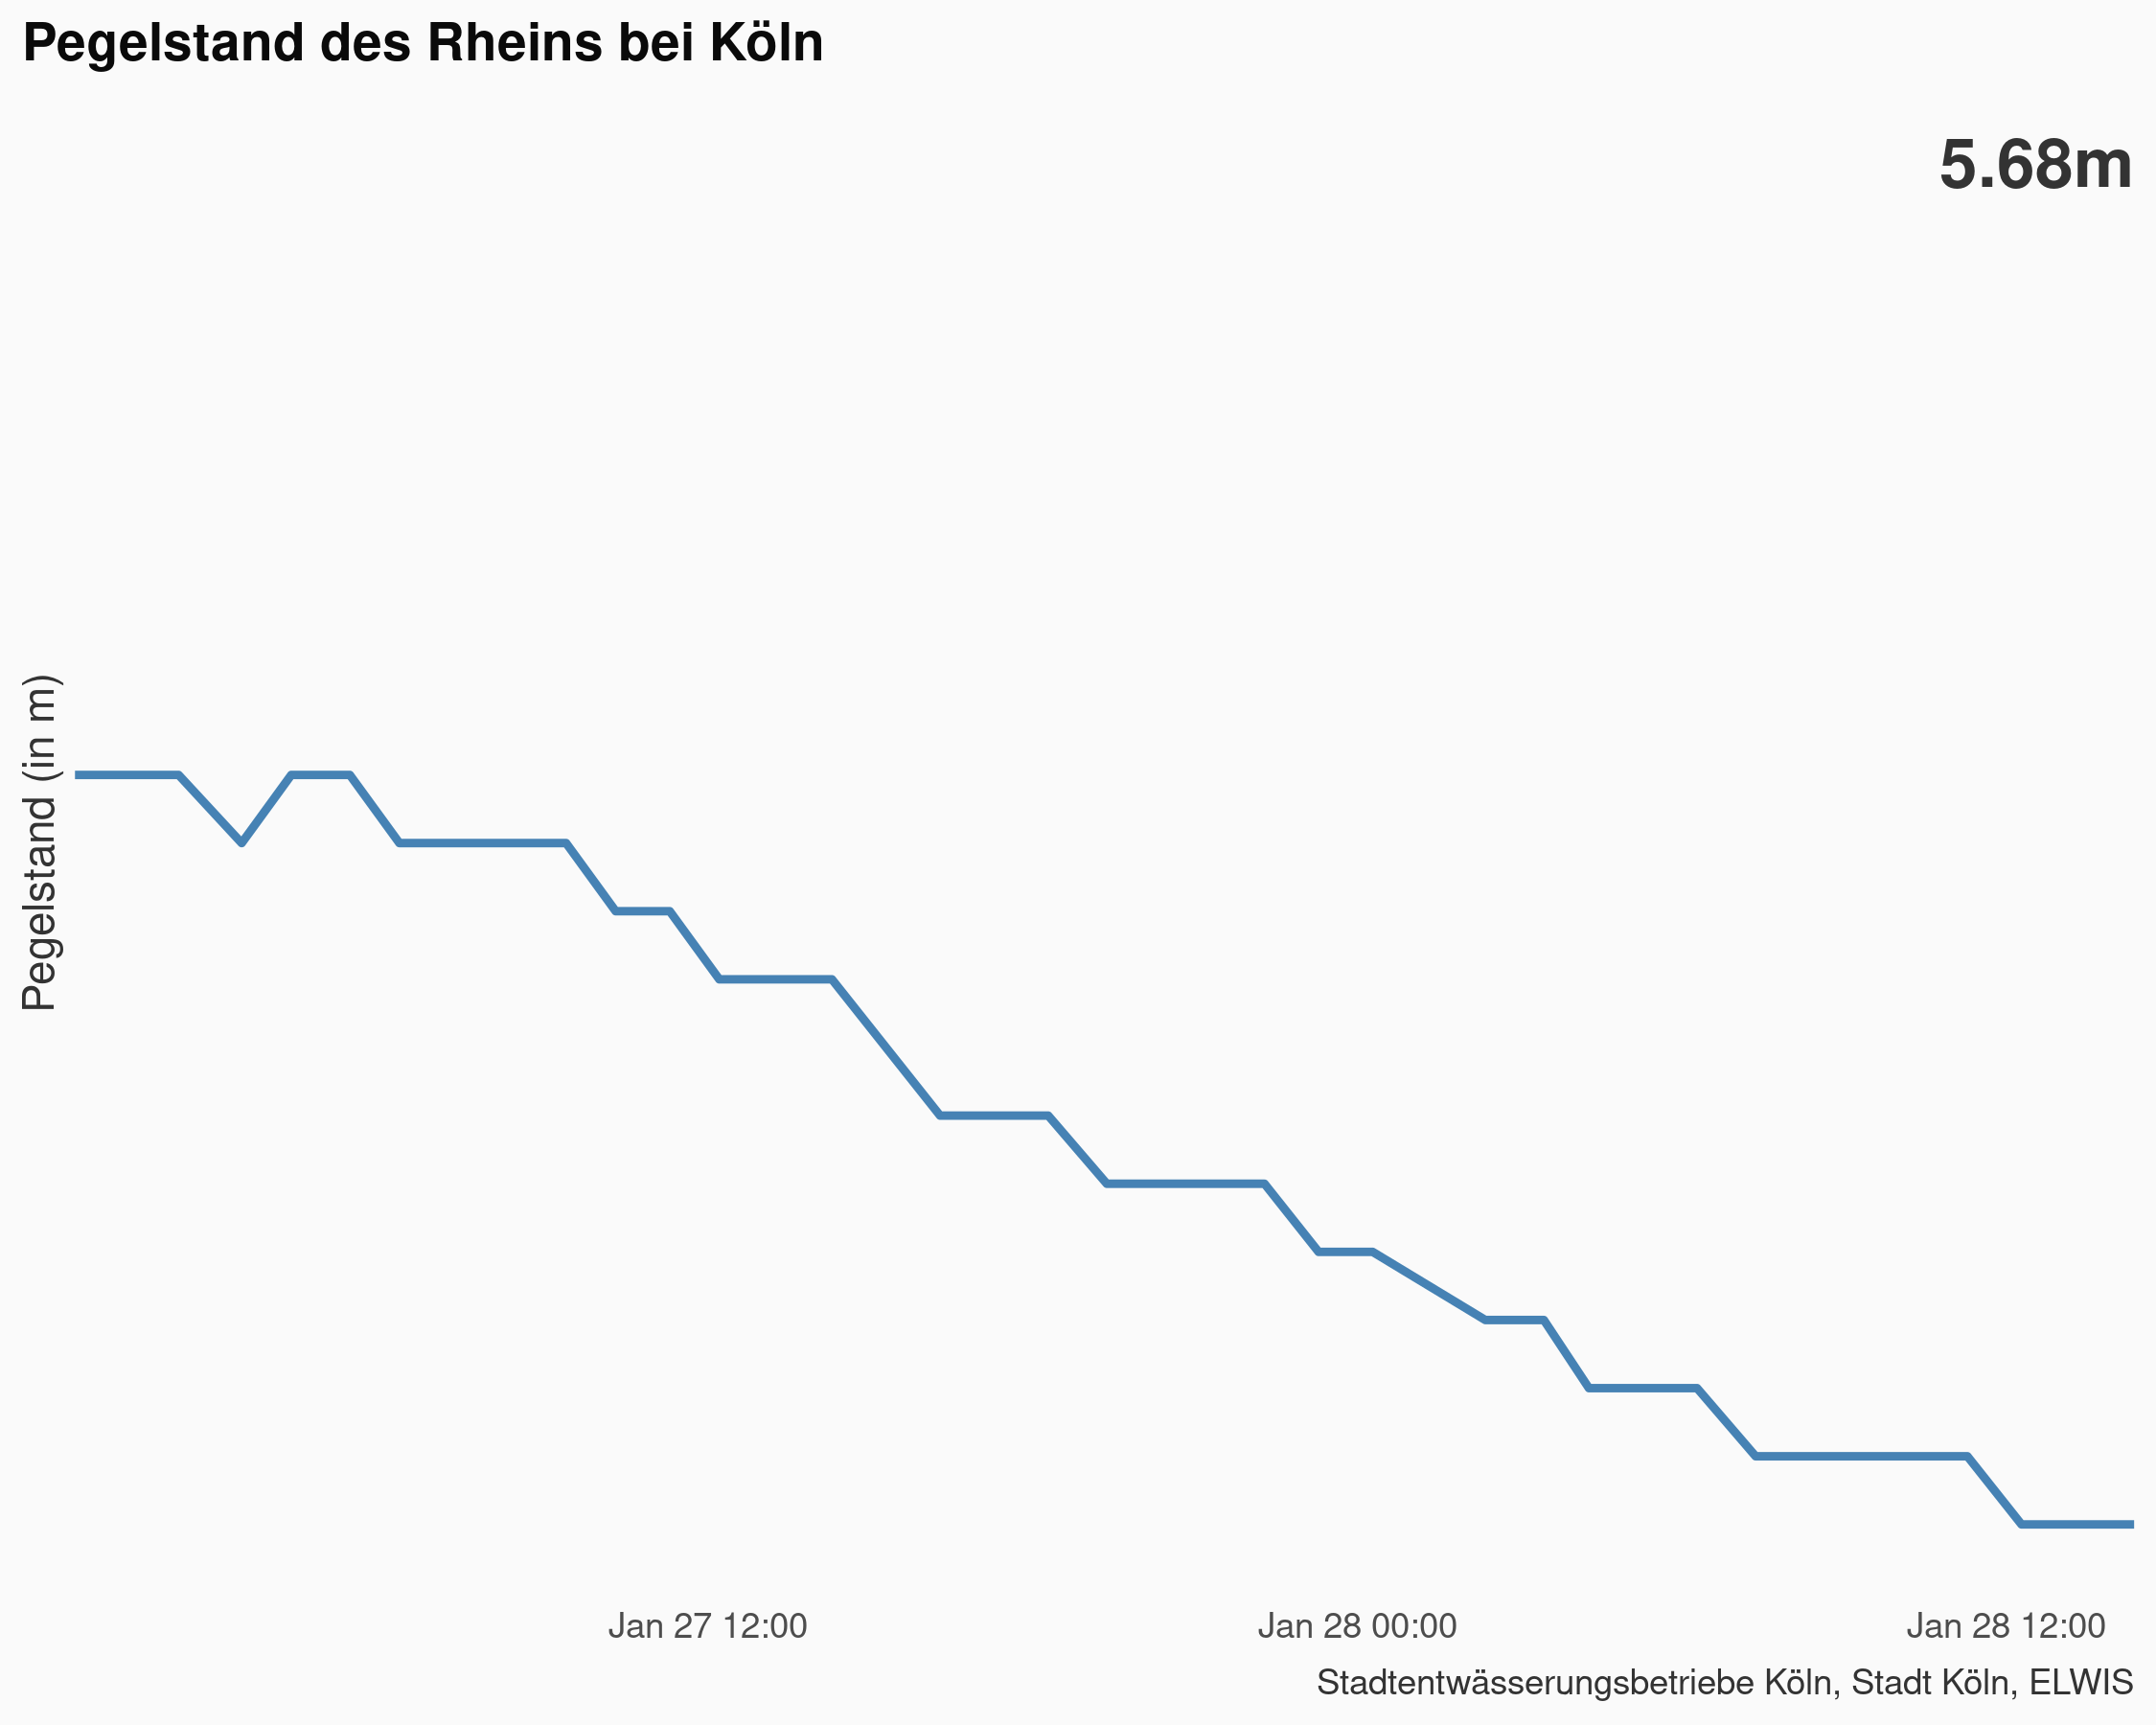 Pegelstand des Rheins bei Köln
5.68m
Pegelstand (in m)
Jan 27 12:00
Jan 28 00:00
Jan 28 12:00
Stadtentwässerungsbetriebe Köln, Stadt Köln, ELWIS